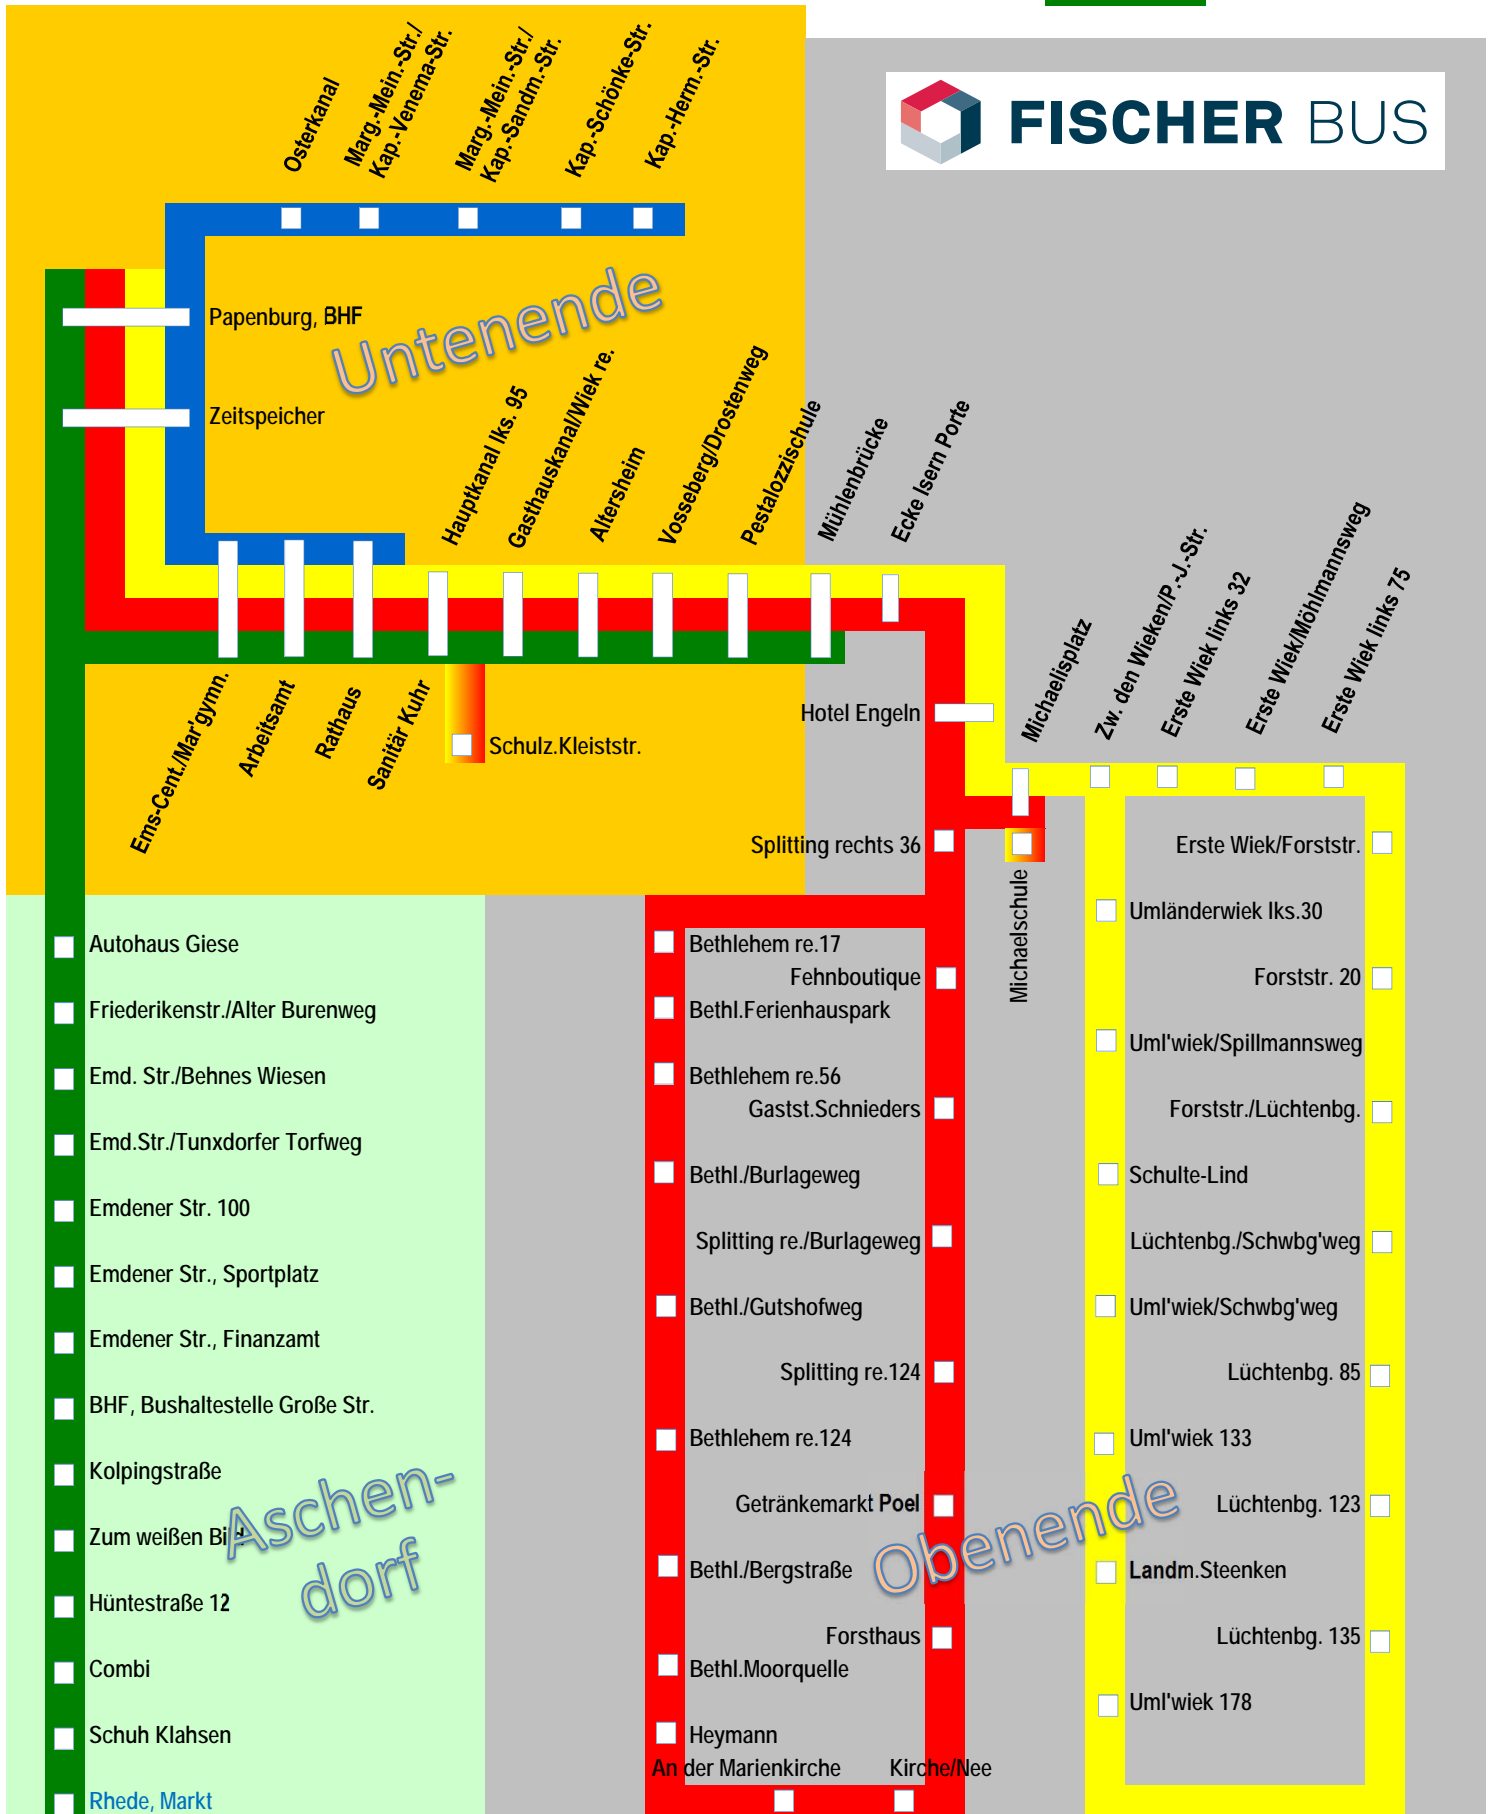 FISCHER BUS
Osterkanal
Marg.-Mein.-Str./
Kap.-Venema-Str.
Marg.-Mein.-Str./
Kap.-Sandm.-Str.
Kap.-Schönke-Str.
Kap.-Herm.-Str.
Papenburg, BHF
Untenende
Zeitspeicher
Hauptkanal lks. 95
Gasthauskanal/Wiek re.
Altersheim
Vosseberg/Drostenweg
Pestalozzischule
Mühlenbrücke
Ecke Isern Porte
Michaelisplatz
Zw. den Wieken/P.-J.-Str.
Erste Wiek links 32
Erste Wiek/Möhlmannsweg
Erste Wiek links 75
Ems-Cent./Mar'gymn.
Arbeitsamt
Rathaus
Sanitär Kuhr
Schulz.Kleiststr.
Hotel Engeln
Splitting rechts 36
Michaelschule
Erste Wiek/Forststr.
Umländerwiek lks.30
Autohaus Giese
Bethlehem re.17
Fehnboutique
Forststr. 20
Friederikenstr./Alter Burenweg
Bethl.Ferienhauspark
Uml'wiek/Spillmannsweg
Emd. Str./Behnes Wiesen
Bethlehem re.56
Gastst.Schnieders
Forststr./Lüchtenbg.
Emd.Str./Tunxdorfer Torfweg
Bethl./Burlageweg
Schulte-Lind
Emdener Str. 100
Splitting re./Burlageweg
Lüchtenbg./Schwbg'weg
Emdener Str., Sportplatz
Bethl./Gutshofweg
Uml'wiek/Schwbg'weg
Emdener Str., Finanzamt
Splitting re.124
Lüchtenbg. 85
BHF, Bushaltestelle Große Str.
Bethlehem re.124
Uml'wiek 133
Kolpingstraße
Aschen-
dorf
Getränkemarkt Poel
Obenende
Lüchtenbg. 123
Zum weißen Bild
Bethl./Bergstraße
Landm.Steenken
Hüntestraße 12
Forsthaus
Lüchtenbg. 135
Combi
Bethl.Moorquelle
Uml'wiek 178
Schuh Klahsen
Heymann
An der Marienkirche
Kirche/Nee
Rhede, Markt